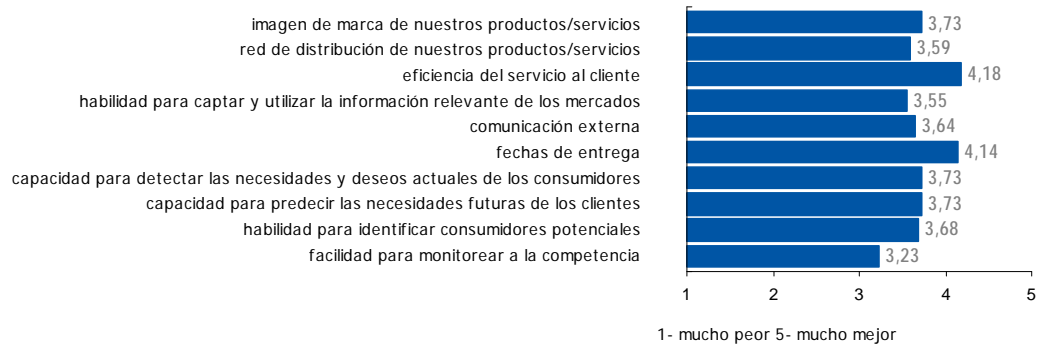 imagen de marca de nuestros productos/servicios 3,73
red de distribución de nuestros productos/servicios 3,59
eficiencia del servicio al cliente 4,18
habilidad para captar y utilizar la información relevante de los mercados 3,55
comunicación externa 3,64
fechas de entrega 4,14
capacidad para detectar las necesidades y deseos actuales de los consumidores 3,73
capacidad para predecir las necesidades futuras de los clientes 3,73
habilidad para identificar consumidores potenciales 3,68
facilidad para monitorear a la competencia 3,23
1 2 3 4 5
1- mucho peor 5- mucho mejor